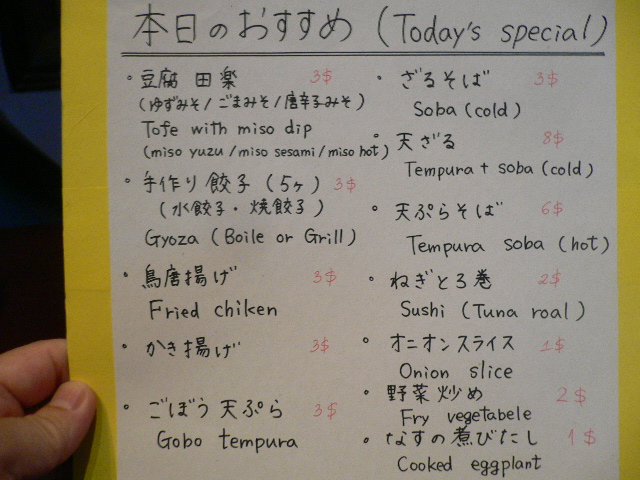 本日のおすすめ (Today's special)
・豆腐 田楽 3$
(ゆずみそ/ごまみそ/唐辛子みそ)
Tofe with miso dip
(miso yuzu/miso sesami/miso hot)
・手作り餃子 (5ヶ) 3$
(水餃子・焼餃子)
Gyoza (Boile or Grill)
・鳥唐揚げ 3$
Fried chiken
・かき揚げ 3$
・ごぼう天ぷら 3$
Gobo tempura
・ざるそば 3$
Soba (cold)
・天ざる 8$
Tempura + soba (cold)
・天ぷらそば 6$
Tempura soba (hot)
・ねぎとろ巻 2$
Sushi (Tuna roal)
・オニオンスライス 1$
Onion slice
・野菜炒め 2$
Fry vegetabele
・なすの煮びたし 1$
Cooked eggplant